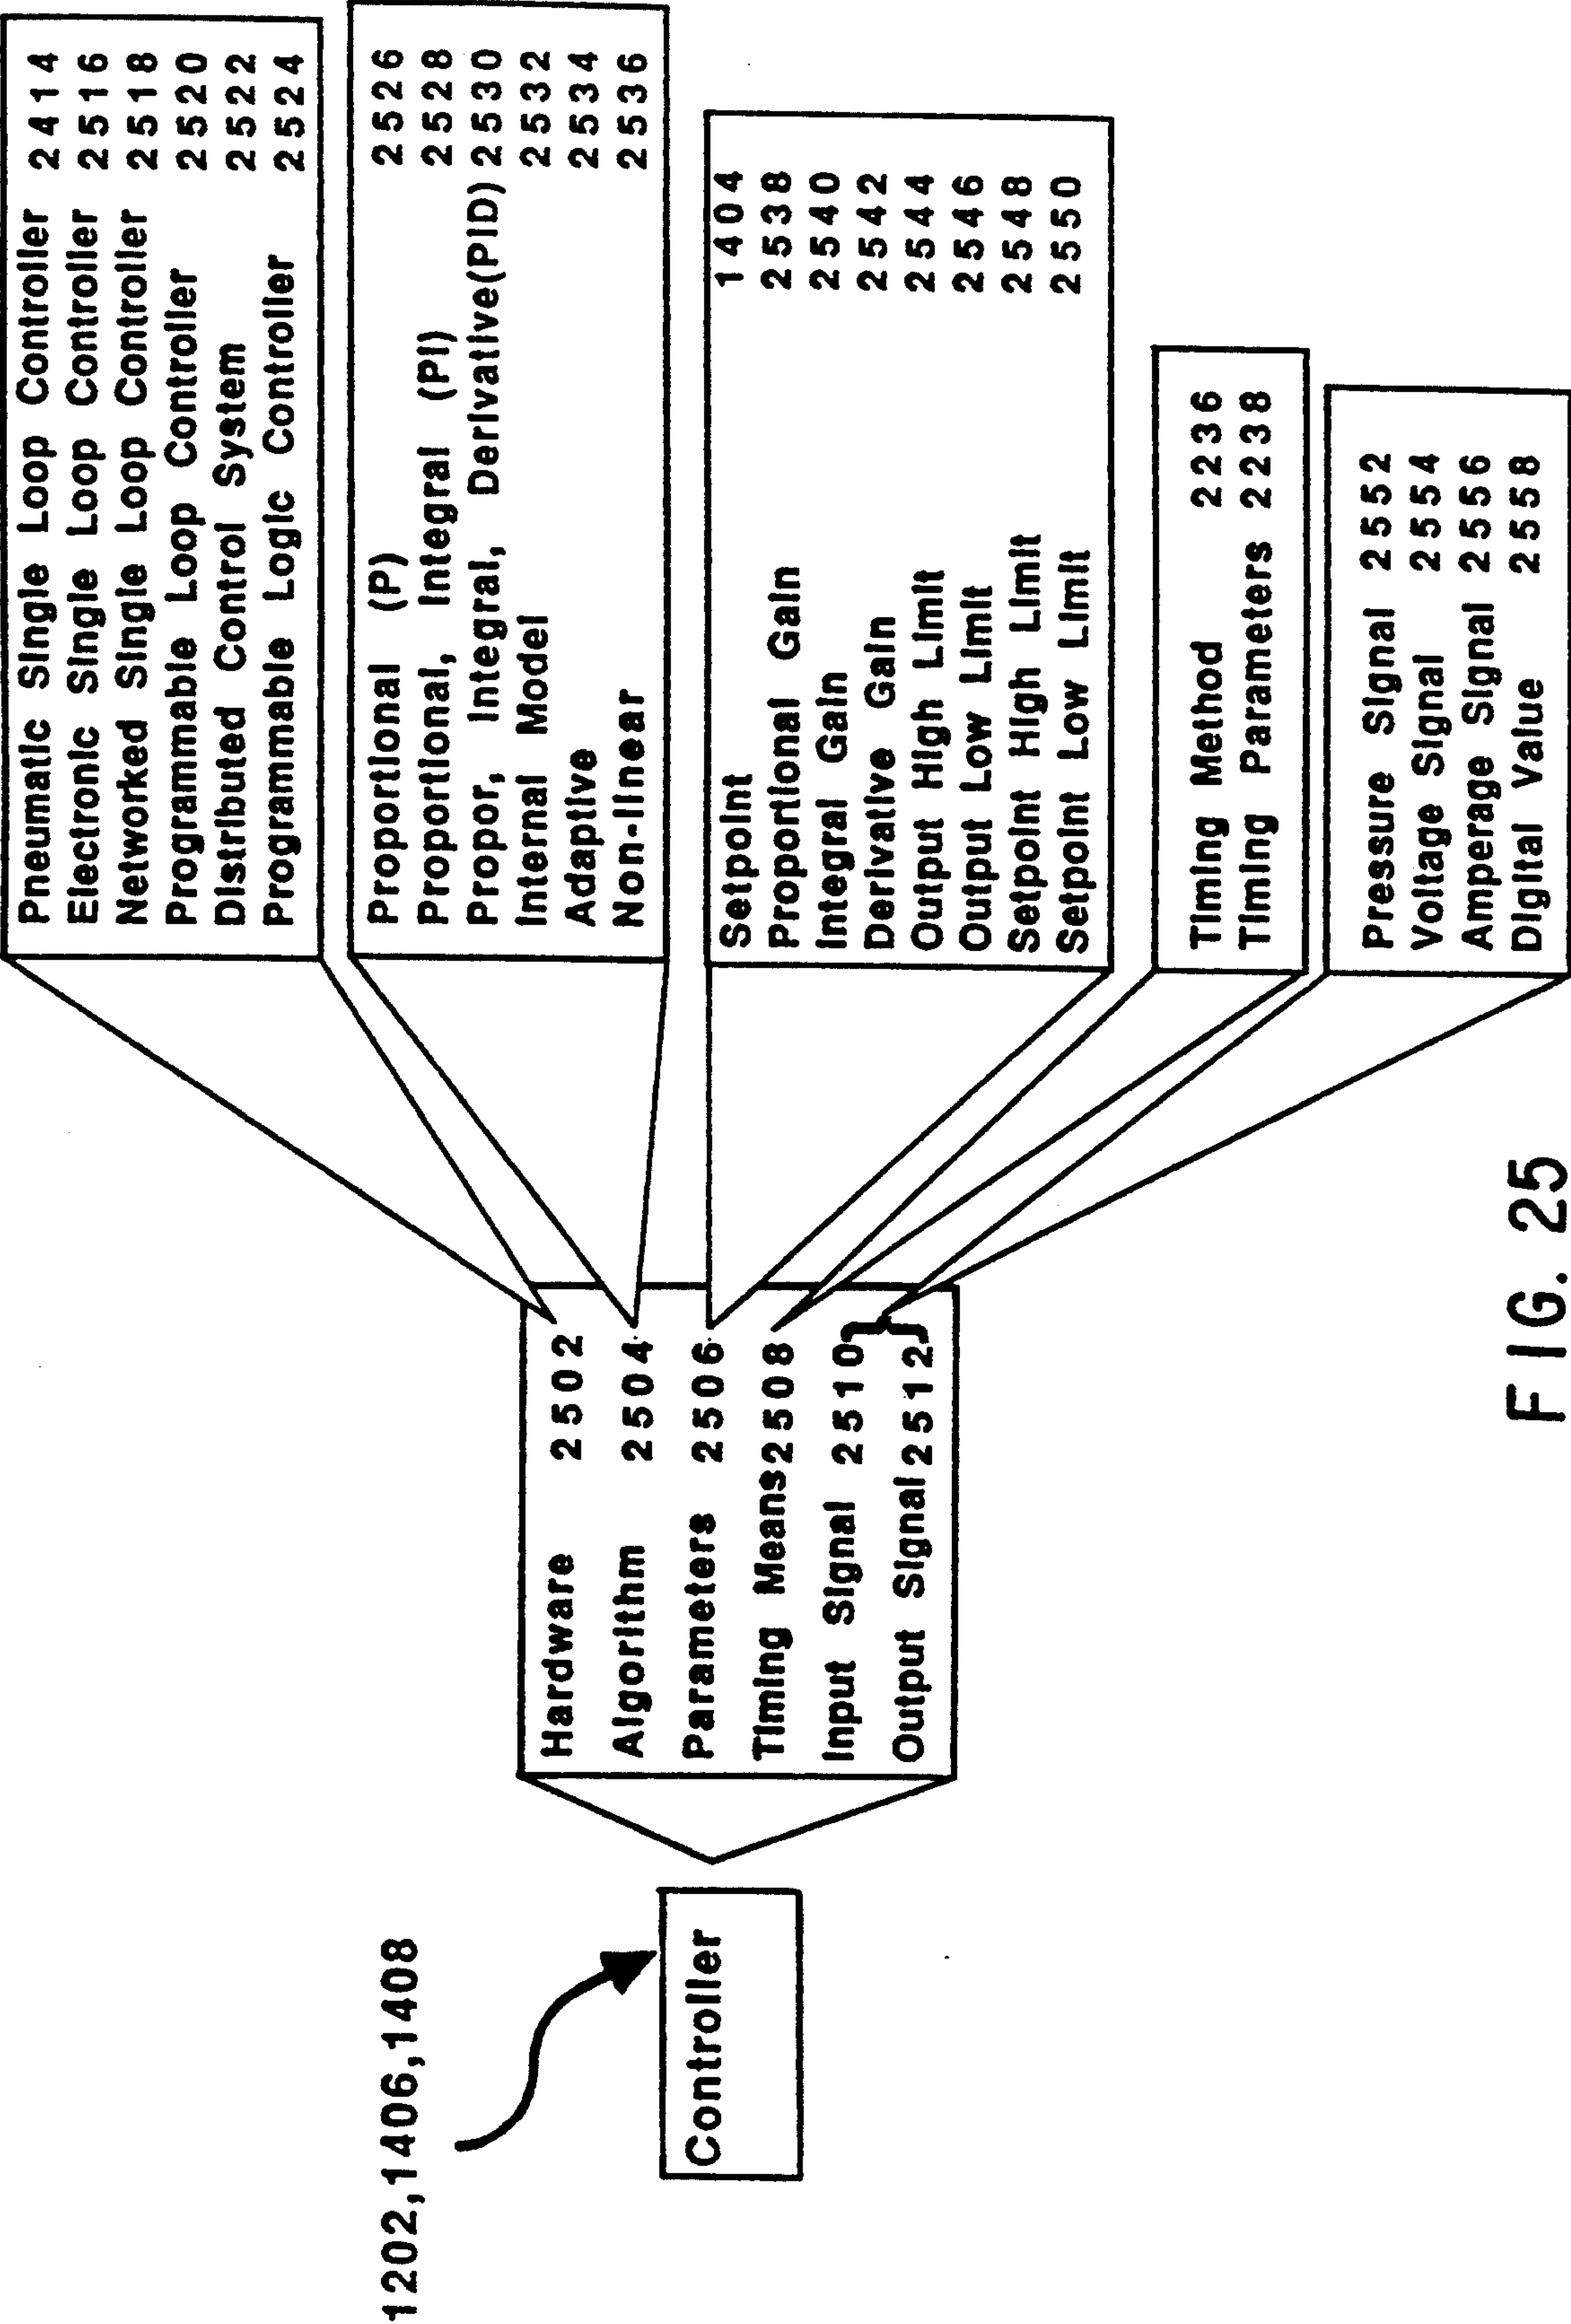 1202,1406,1408
Controller
Hardware 2502
Algorithm 2504
Parameters 2506
Timing Means 2508
Input Signal 2510
Output Signal 2512
Pneumatic Single Loop Controller 2414
Electronic Single Loop Controller 2516
Networked Single Loop Controller 2518
Programmable Loop Controller 2520
Distributed Control System 2522
Programmable Logic Controller 2524
Proportional (P) 2526
Proportional, Integral (PI) 2528
Propor, Integral, Derivative(PID) 2530
Internal Model 2532
Adaptive 2534
Non-linear 2536
Setpoint 1404
Proportional Gain 2538
Integral Gain 2540
Derivative Gain 2542
Output High Limit 2544
Output Low Limit 2546
Setpoint High Limit 2548
Setpoint Low Limit 2550
Timing Method 2236
Timing Parameters 2238
Pressure Signal 2552
Voltage Signal 2554
Amperage Signal 2556
Digital Value 2558
FIG. 25